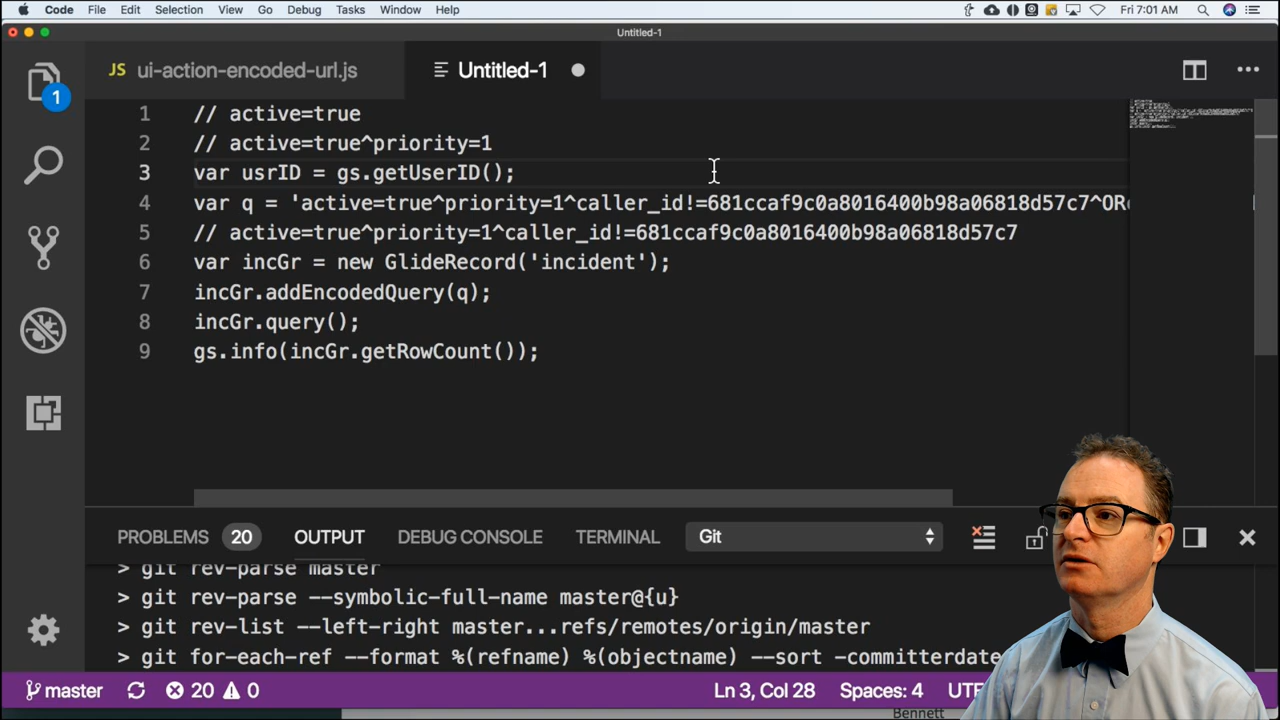 Code File Edit Selection View Go Debug Tasks Window Help Fri 7:01 AM
Untitled-1
JS ui-action-encoded-url.js Untitled-1
1
1 // active=true
2 // active=true^priority=1
3 var usrID = gs.getUserID();
4 var q = 'active=true^priority=1^caller_id!=681ccaf9c0a8016400b98a06818d57c7^OR
5 // active=true^priority=1^caller_id!=681ccaf9c0a8016400b98a06818d57c7
6 var incGr = new GlideRecord('incident');
7 incGr.addEncodedQuery(q);
8 incGr.query();
9 gs.info(incGr.getRowCount());
PROBLEMS 20 OUTPUT DEBUG CONSOLE TERMINAL Git
> git rev-parse master
> git rev-parse --symbolic-full-name master@{u}
> git rev-list --left-right master...refs/remotes/origin/master
> git for-each-ref --format %(refname) %(objectname) --sort -committerdate
master 20 0 Ln 3, Col 28 Spaces: 4 UTF
Bennett